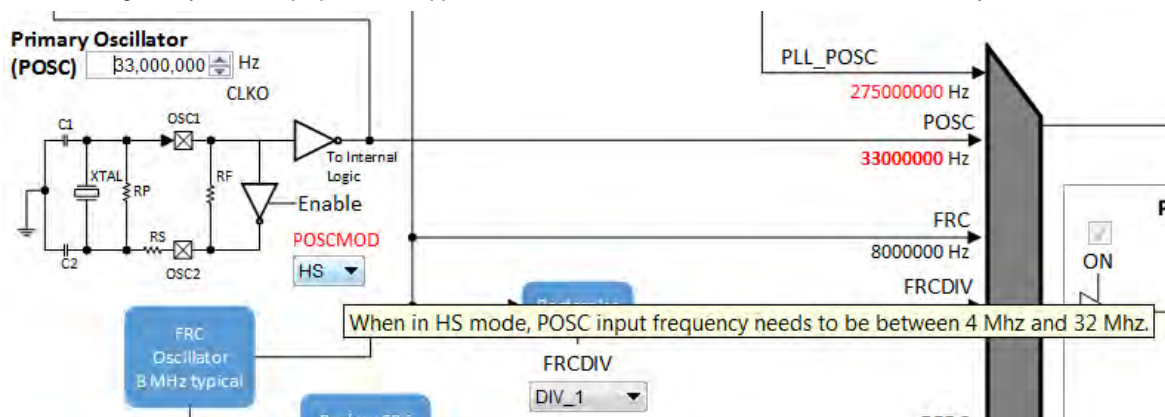 Primary Oscillator
(POSC) 33,000,000 Hz
CLKO
PLL_POSC
275000000 Hz
C1
OSC1
POSC
To Internal
Logic
33000000 Hz
XTAL
RP
RF
Enable
RS
POSCMOD
FRC
C2
OSC2
8000000 Hz
HS
ON
FRCDIV
When in HS mode, POSC input frequency needs to be between 4 Mhz and 32 Mhz.
FRC
Oscillator
8 MHz typical
FRCDIV
DIV_1